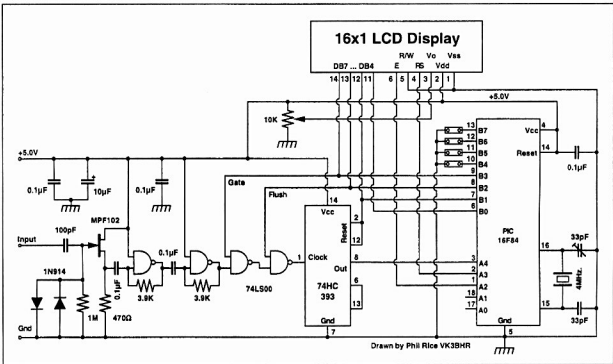 16x1 LCD Display
R/W Vo Vss
DB7 ... DB4 E RS Vdd
14 13 12 11 6 5 4 3 2 1
+5.0V
10K
+5.0V
0.1µF
10µF
+
0.1µF
Gate
Flush
MPF102
100pF
Input
0.1µF
0.1µF
3.9K
3.9K
74LS00
1N914
1M
470Ω
Gnd
14
Vcc
Reset
2
12
1
Clock
Out
8
74HC
393
6
13
Gnd
7
13 B7
12 B6
11 B5
10 B4
9 B3
8 B2
7 B1
6 B0
Vcc 4
Reset 14
0.1µF
PIC
16F84
3 A4
2 A3
1 A2
18 A1
17 A0
16
15
33pF
4MHz.
33pF
Gnd
5
Drawn by Phil Rice VK3BHR